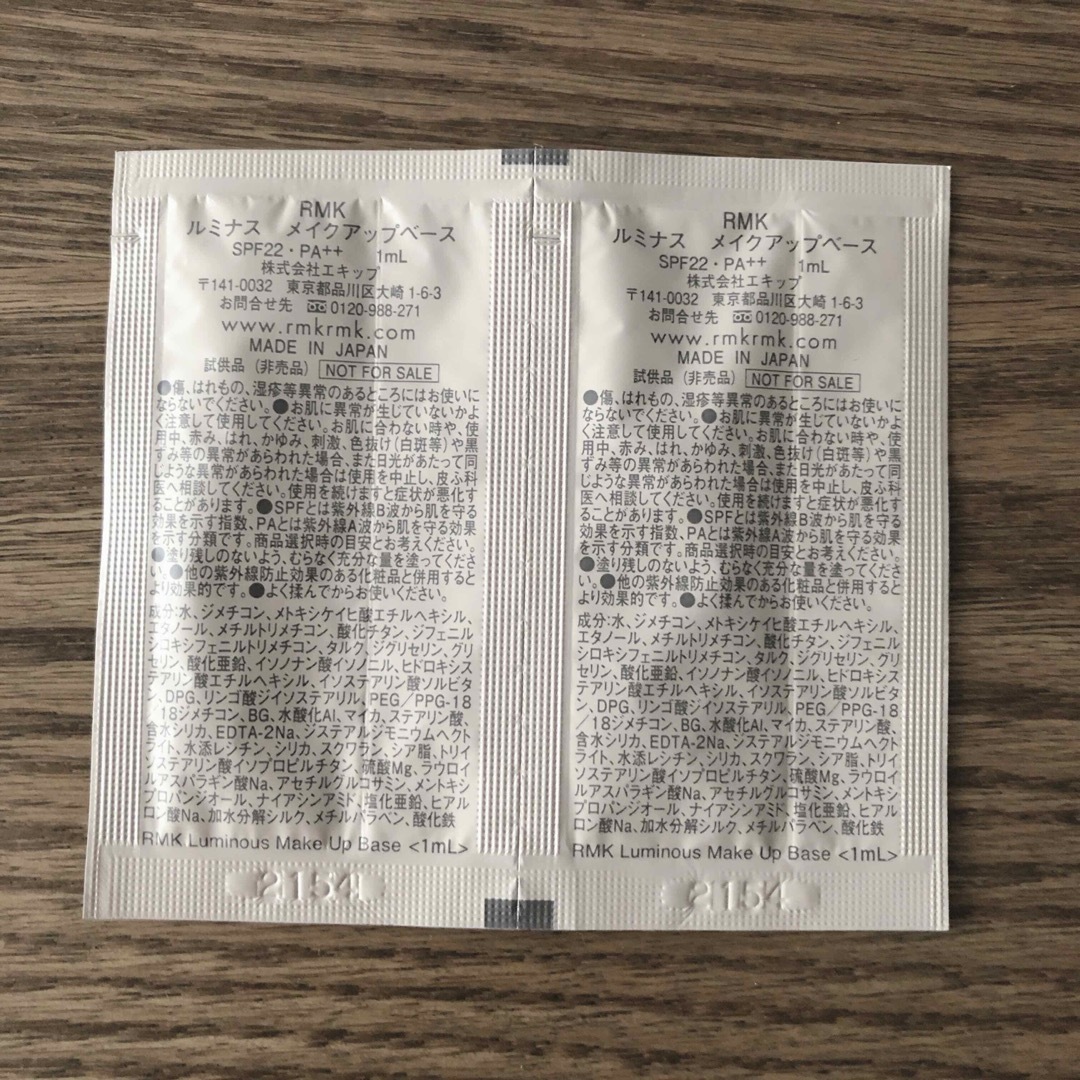 RMK
ルミナス　メイクアップベース
SPF22・PA++　1mL
株式会社エキップ
〒141-0032　東京都品川区大崎 1-6-3
お問合せ先　0120-988-271
www.rmkrmk.com
MADE IN JAPAN
試供品（非売品） NOT FOR SALE
●傷、はれもの、湿疹等異常のあるところにはお使いに
ならないでください。●お肌に異常が生じていないかよ
く注意して使用してください。お肌に合わない時や、使
用中、赤み、はれ、かゆみ、刺激、色抜け（白斑等）や黒
ずみ等の異常があらわれた場合、また日光があたって同
じような異常があらわれた場合は使用を中止し、皮ふ科
医へ相談してください。使用を続けますと症状が悪化す
ることがあります。●SPFとは紫外線B波から肌を守る
効果を示す指数、PAとは紫外線A波から肌を守る効果
を示す分類です。商品選択時の目安とお考えください。
●塗り残しのないよう、むらなく充分な量を塗ってくださ
い。●他の紫外線防止効果のある化粧品と併用すると
より効果的です。●よく揉んでからお使いください。
成分：水、ジメチコン、メトキシケイヒ酸エチルヘキシル、
エタノール、メチルトリメチコン、酸化チタン、ジフェニル
シロキシフェニルトリメチコン、タルク、ジグリセリン、グリ
セリン、酸化亜鉛、イソノナン酸イソノニル、ヒドロキシス
テアリン酸エチルヘキシル、イソステアリン酸ソルビタ
ン、DPG、リンゴ酸ジイソステアリル、PEG／PPG-18
／18ジメチコン、BG、水酸化Al、マイカ、ステアリン酸、
含水シリカ、EDTA-2Na、ジステアルジモニウムヘクト
ライト、水添レシチン、シリカ、スクワラン、シア脂、トリイ
ソステアリン酸イソプロピルチタン、硫酸Mg、ラウロイ
ルアスパラギン酸Na、アセチルグルコサミン、メントキシ
プロパンジオール、ナイアシンアミド、塩化亜鉛、ヒアル
ロン酸Na、加水分解シルク、メチルパラベン、酸化鉄
RMK Luminous Make Up Base <1mL>
2154
RMK
ルミナス　メイクアップベース
SPF22・PA++　1mL
株式会社エキップ
〒141-0032　東京都品川区大崎 1-6-3
お問合せ先　0120-988-271
www.rmkrmk.com
MADE IN JAPAN
試供品（非売品） NOT FOR SALE
●傷、はれもの、湿疹等異常のあるところにはお使いに
ならないでください。●お肌に異常が生じていないかよ
く注意して使用してください。お肌に合わない時や、使
用中、赤み、はれ、かゆみ、刺激、色抜け（白斑等）や黒
ずみ等の異常があらわれた場合、また日光があたって同
じような異常があらわれた場合は使用を中止し、皮ふ科
医へ相談してください。使用を続けますと症状が悪化す
ることがあります。●SPFとは紫外線B波から肌を守る
効果を示す指数、PAとは紫外線A波から肌を守る効果
を示す分類です。商品選択時の目安とお考えください。
●塗り残しのないよう、むらなく充分な量を塗ってくださ
い。●他の紫外線防止効果のある化粧品と併用すると
より効果的です。●よく揉んでからお使いください。
成分：水、ジメチコン、メトキシケイヒ酸エチルヘキシル、
エタノール、メチルトリメチコン、酸化チタン、ジフェニル
シロキシフェニルトリメチコン、タルク、ジグリセリン、グリ
セリン、酸化亜鉛、イソノナン酸イソノニル、ヒドロキシス
テアリン酸エチルヘキシル、イソステアリン酸ソルビタ
ン、DPG、リンゴ酸ジイソステアリル、PEG／PPG-18
／18ジメチコン、BG、水酸化Al、マイカ、ステアリン酸、
含水シリカ、EDTA-2Na、ジステアルジモニウムヘクト
ライト、水添レシチン、シリカ、スクワラン、シア脂、トリイ
ソステアリン酸イソプロピルチタン、硫酸Mg、ラウロイ
ルアスパラギン酸Na、アセチルグルコサミン、メントキシ
プロパンジオール、ナイアシンアミド、塩化亜鉛、ヒアル
ロン酸Na、加水分解シルク、メチルパラベン、酸化鉄
RMK Luminous Make Up Base <1mL>
2154